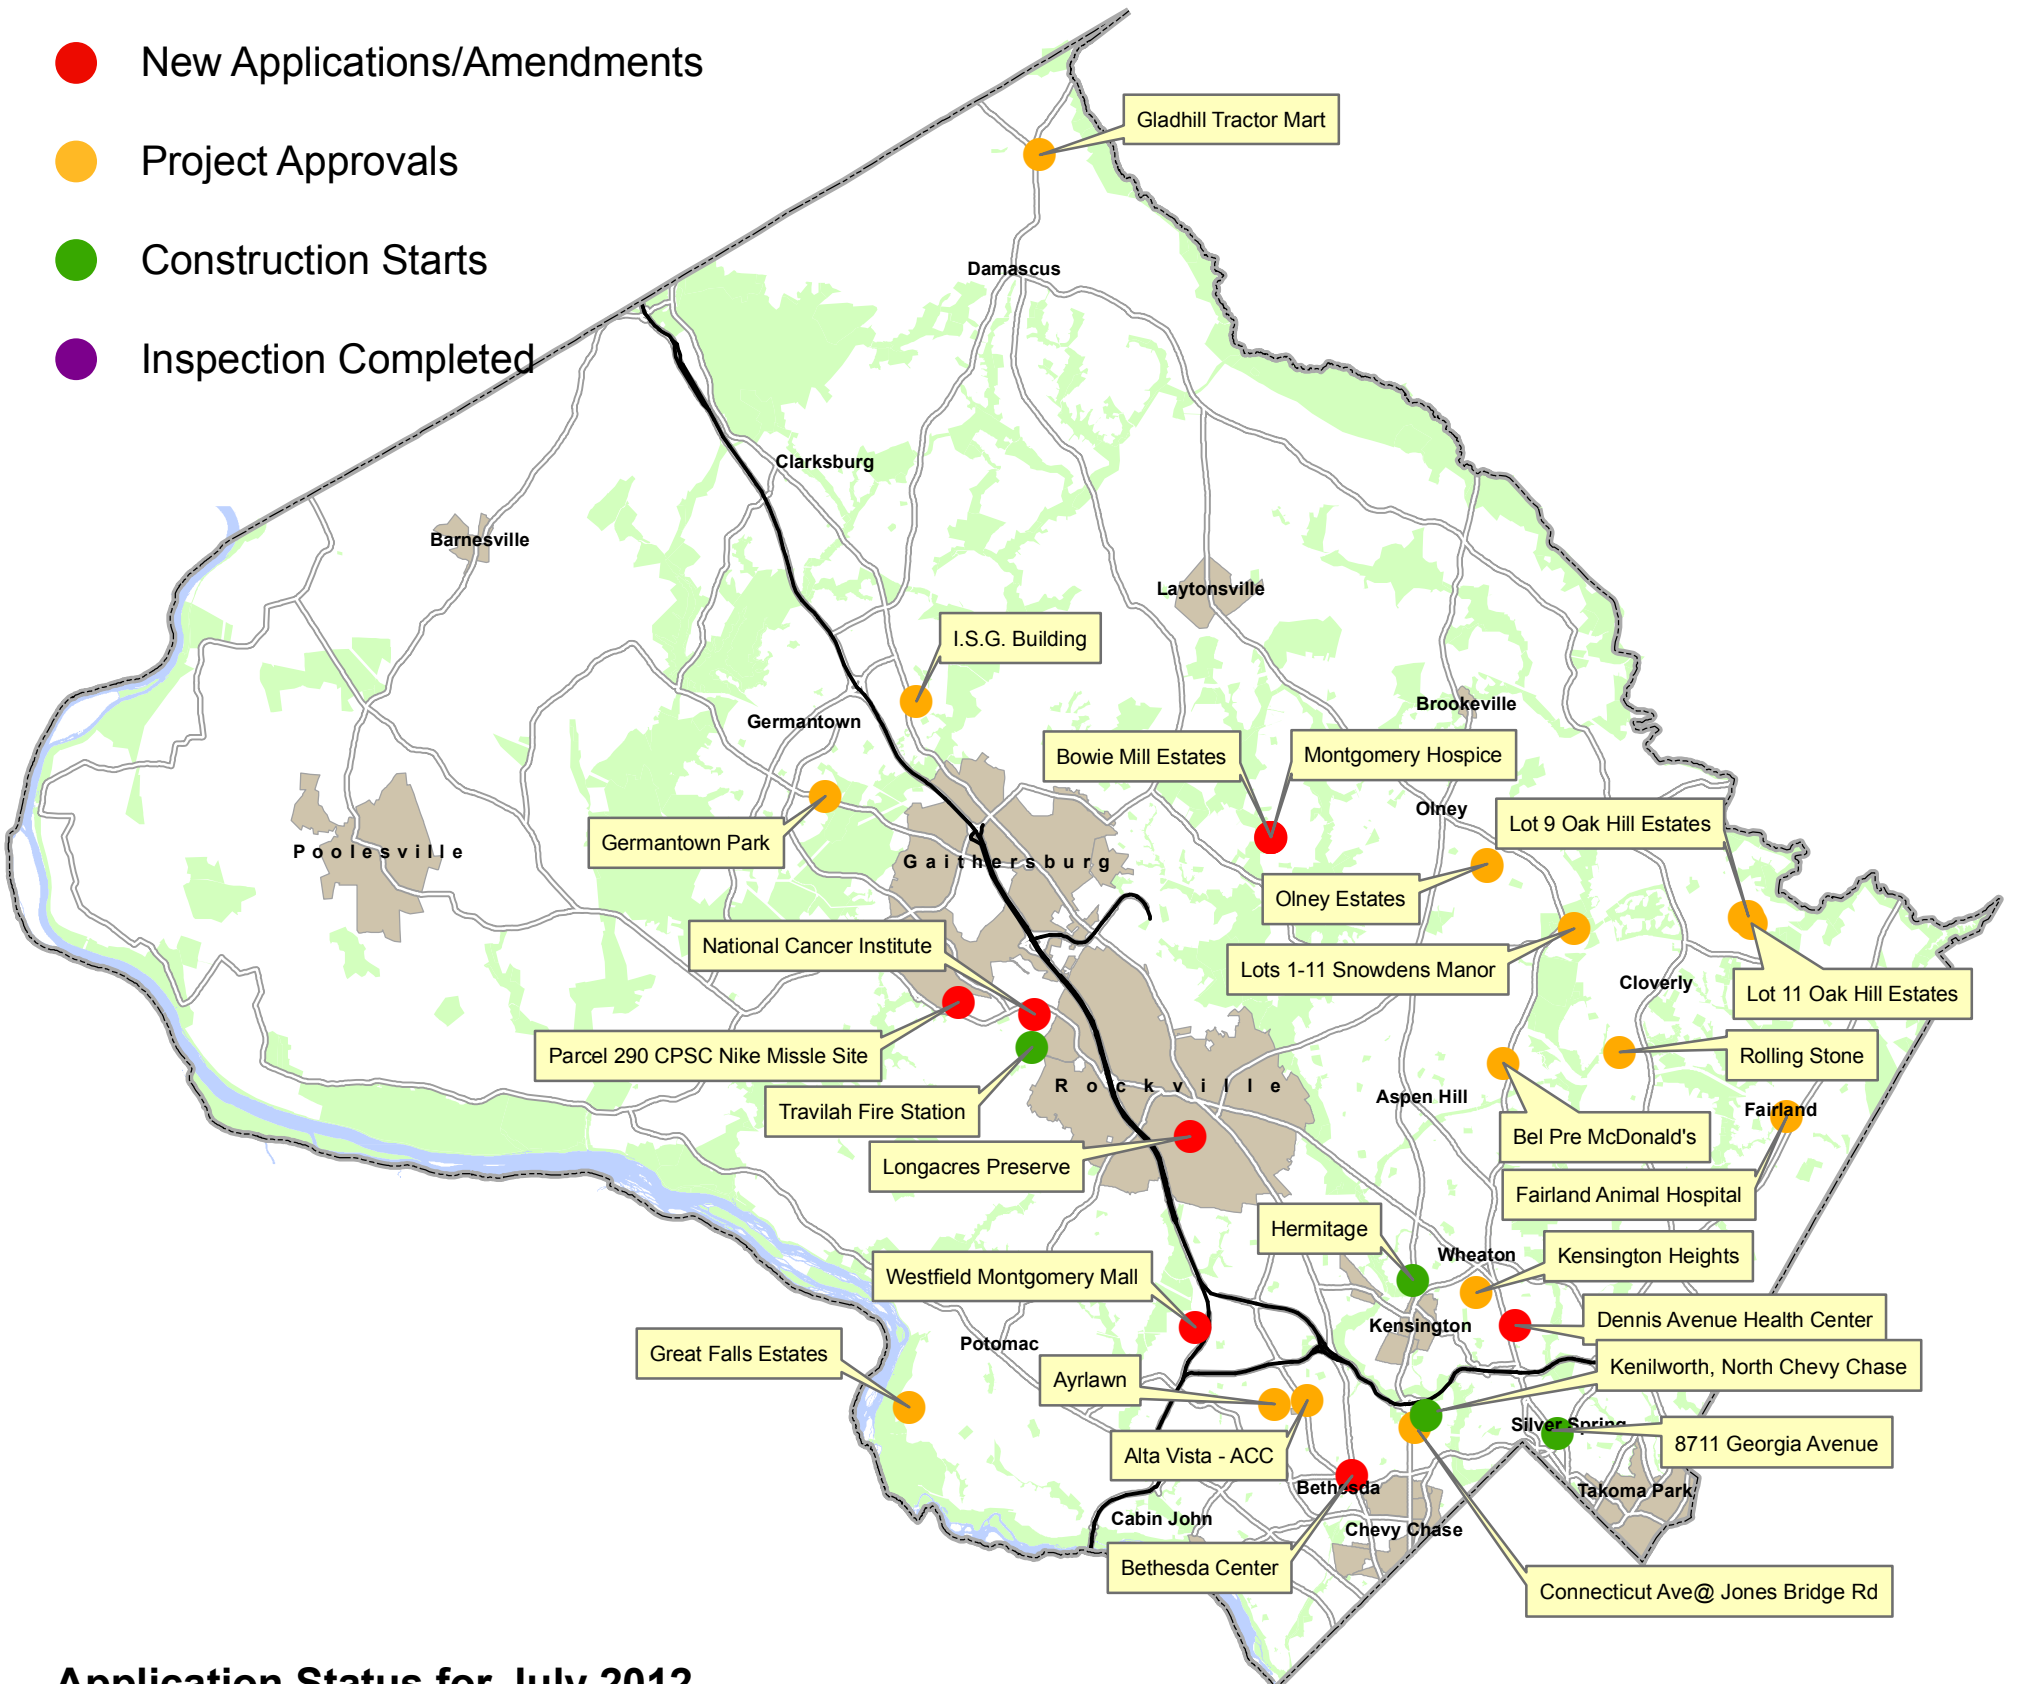 New Applications/Amendments
Gladhill Tractor Mart
Project Approvals
Construction Starts
Damascus
Inspection Completed
Clarksburg
Barnesville
Laytonsville
I.S.G. Building
Brookeville
Germantown
Bowie Mill Estates
Montgomery Hospice
Olney
Lot 9 Oak Hill Estates
Germantown Park
Poolesville
Gaithersburg
Olney Estates
National Cancer Institute
Lots 1-11 Snowdens Manor
Cloverly
Lot 11 Oak Hill Estates
Parcel 290 CPSC Nike Missle Site
Rolling Stone
Rockville
Aspen Hill
Travilah Fire Station
Fairland
Bel Pre McDonald's
Longacres Preserve
Fairland Animal Hospital
Hermitage
Wheaton
Kensington Heights
Westfield Montgomery Mall
Dennis Avenue Health Center
Kensington
Potomac
Great Falls Estates
Kenilworth, North Chevy Chase
Ayrlawn
Silver Spring
8711 Georgia Avenue
Alta Vista - ACC
Bethesda
Takoma Park
Cabin John
Chevy Chase
Bethesda Center
Connecticut Ave@ Jones Bridge Rd
Application Status for July 2012